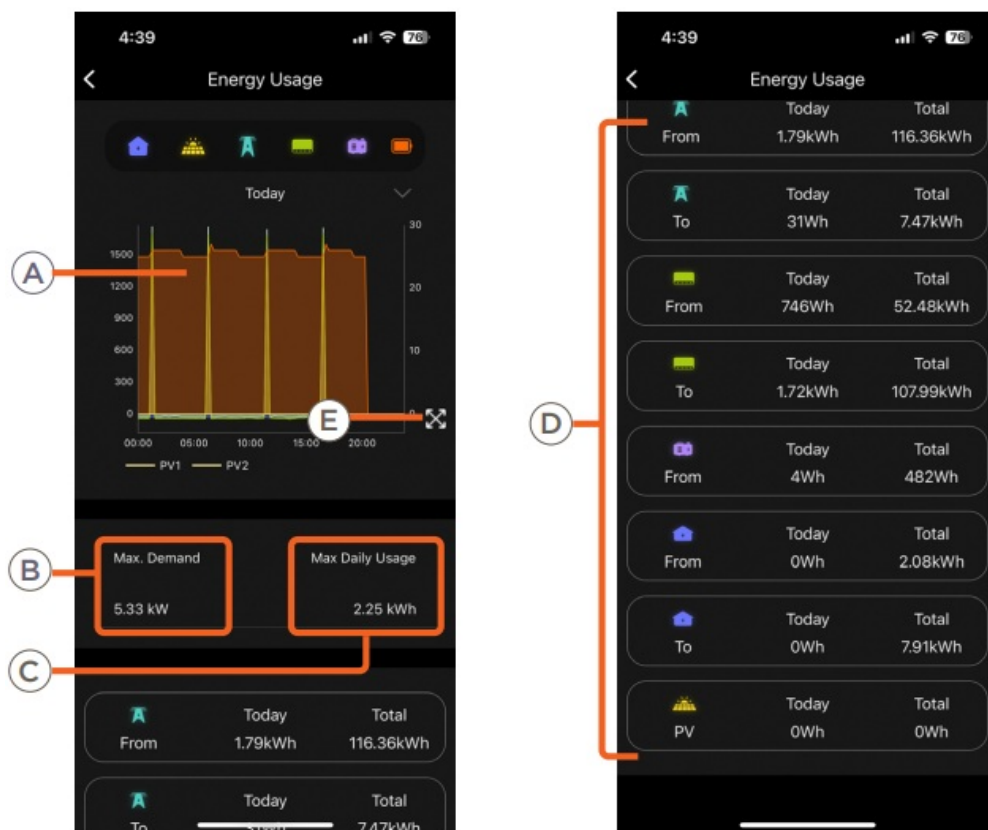 4:39
76
Energy Usage
Today
30
1500
1200
20
900
600
10
300
0
0
00:00 05:00 10:00 15:00 20:00
PV1 PV2
A
E
Max. Demand Max Daily Usage
5.33 kW 2.25 kWh
B
C
Today Total
From 1.79kWh 116.36kWh
Today Total
To 31Wh 7.47kWh
4:39
76
Energy Usage
Today Total
From 1.79kWh 116.36kWh
Today Total
To 31Wh 7.47kWh
Today Total
From 746Wh 52.48kWh
Today Total
To 1.72kWh 107.99kWh
Today Total
From 4Wh 482Wh
Today Total
From 0Wh 2.08kWh
Today Total
To 0Wh 7.91kWh
Today Total
PV 0Wh 0Wh
D